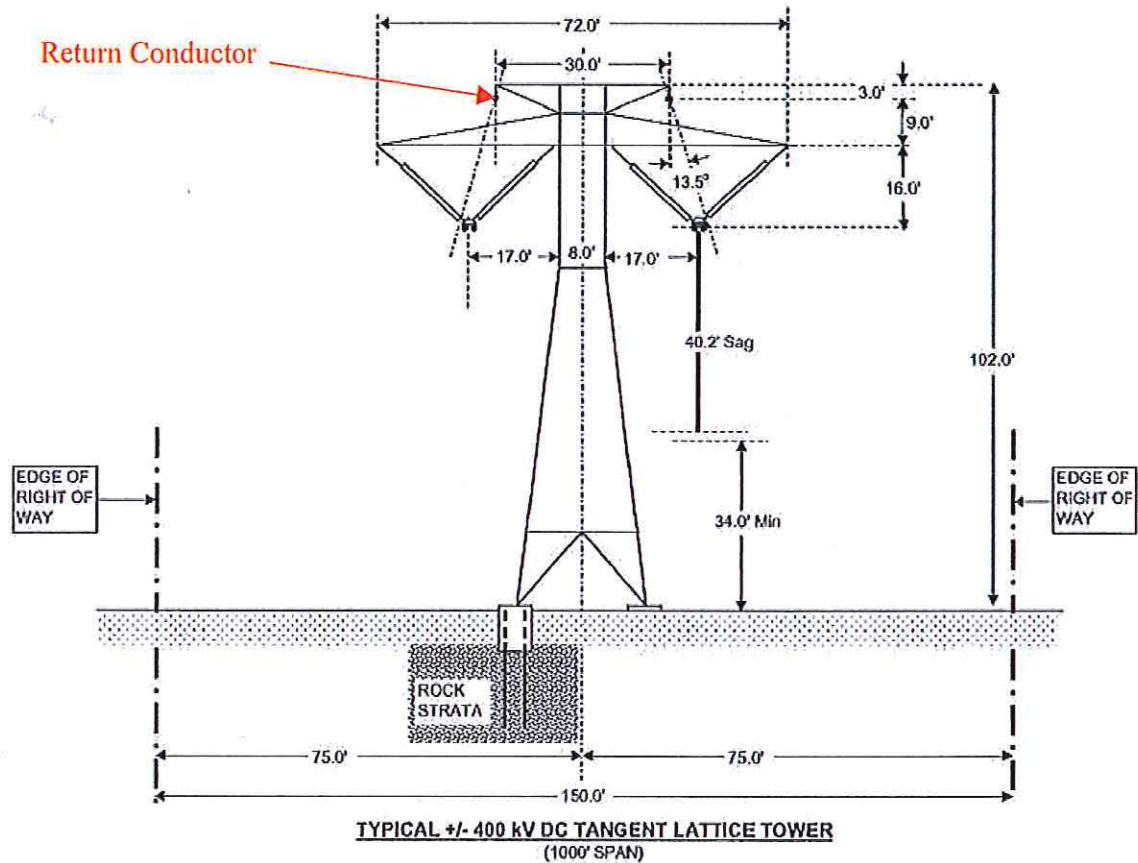 72.0'
Return Conductor
30.0'
3.0'
9.0'
13.5°
16.0'
17.0'
8.0'
17.0'
40.2' Sag
102.0'
EDGE OF
RIGHT OF
WAY
EDGE OF
RIGHT OF
WAY
34.0' Min
ROCK
STRATA
75.0'
75.0'
150.0'
TYPICAL +/- 400 kV DC TANGENT LATTICE TOWER
(1000' SPAN)